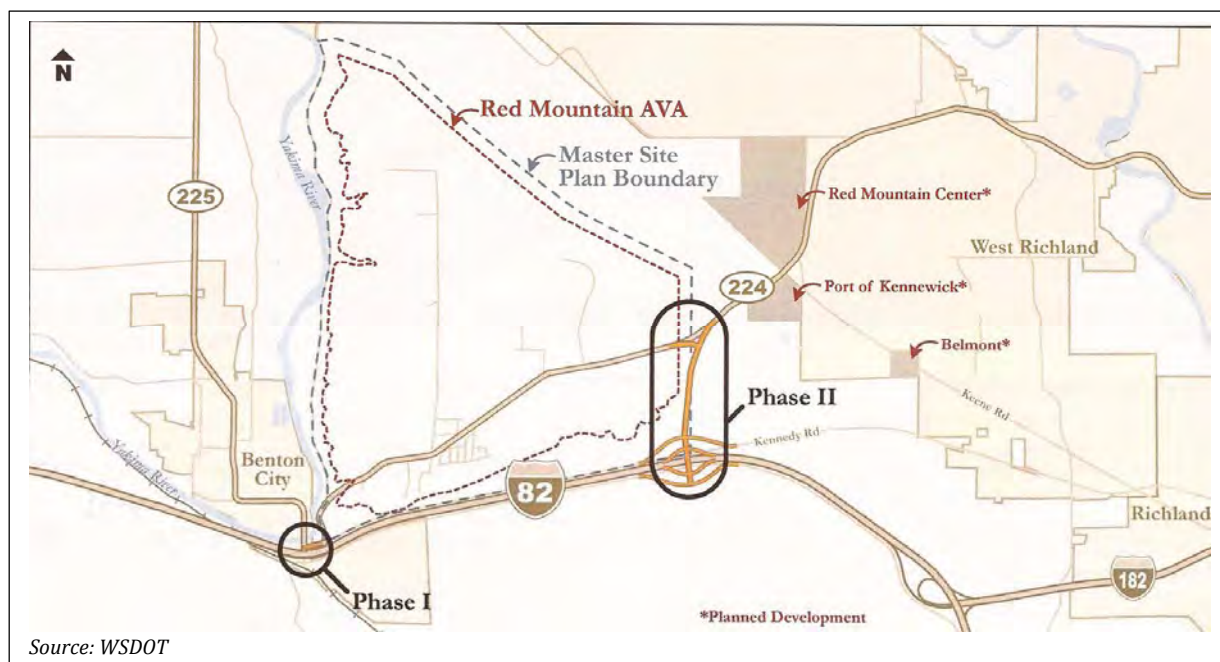 N
Red Mountain AVA
Master Site
Plan Boundary
Yakima River
225
Red Mountain Center*
West Richland
224
Port of Kennewick*
Belmont*
Phase II
Keene Rd
Kennedy Rd
Benton
City
Yakima River
82
Richland
Phase I
182
*Planned Development
Source: WSDOT